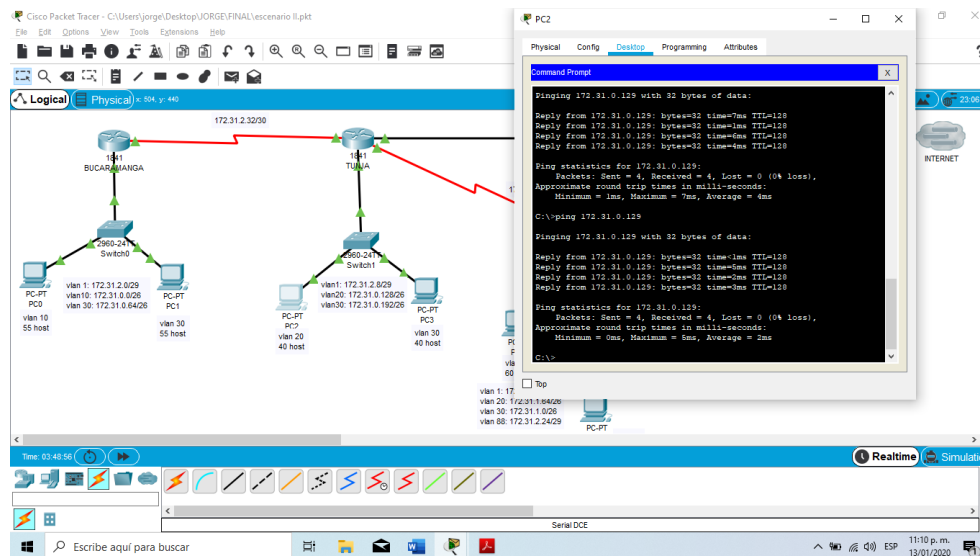 Cisco Packet Tracer - C:\Users\jorge\Desktop\JORGE\FINAL\escenario II.pkt
File Edit Options View Tools Extensions Help
Logical
Physical
x: 504, y: 440
23:06
172.31.2.32/30
1841
BUCARAMANGA
1841
TUNJA
INTERNET
2960-24TT
Switch0
2960-24TT
Switch1
PC-PT
PC0
vlan 10
55 host
vlan 1: 172.31.2.0/29
vlan10: 172.31.0.0/26
vlan 30: 172.31.0.64/26
PC-PT
PC1
vlan 30
55 host
PC-PT
PC2
vlan 20
40 host
vlan1: 172.31.2.8/29
vlan20: 172.31.0.128/26
vlan30: 172.31.0.192/26
PC-PT
PC3
vlan 30
40 host
60
vlan 1: 17
vlan 20: 172.31.1.64/26
vlan 30: 172.31.1.0/26
vlan 88: 172.31.2.24/29
PC-PT
PC2
Physical Config Desktop Programming Attributes
Command Prompt
X
Pinging 172.31.0.129 with 32 bytes of data:
Reply from 172.31.0.129: bytes=32 time=7ms TTL=128
Reply from 172.31.0.129: bytes=32 time=1ms TTL=128
Reply from 172.31.0.129: bytes=32 time=6ms TTL=128
Reply from 172.31.0.129: bytes=32 time=4ms TTL=128
Ping statistics for 172.31.0.129:
Packets: Sent = 4, Received = 4, Lost = 0 (0% loss),
Approximate round trip times in milli-seconds:
Minimum = 1ms, Maximum = 7ms, Average = 4ms
C:\>ping 172.31.0.129
Pinging 172.31.0.129 with 32 bytes of data:
Reply from 172.31.0.129: bytes=32 time<1ms TTL=128
Reply from 172.31.0.129: bytes=32 time=5ms TTL=128
Reply from 172.31.0.129: bytes=32 time=2ms TTL=128
Reply from 172.31.0.129: bytes=32 time=3ms TTL=128
Ping statistics for 172.31.0.129:
Packets: Sent = 4, Received = 4, Lost = 0 (0% loss),
Approximate round trip times in milli-seconds:
Minimum = 0ms, Maximum = 5ms, Average = 2ms
C:\>
Top
Time: 03:48:56
Realtime
Simulati
Serial DCE
Escribe aquí para buscar
ESP
11:10 p. m.
13/01/2020